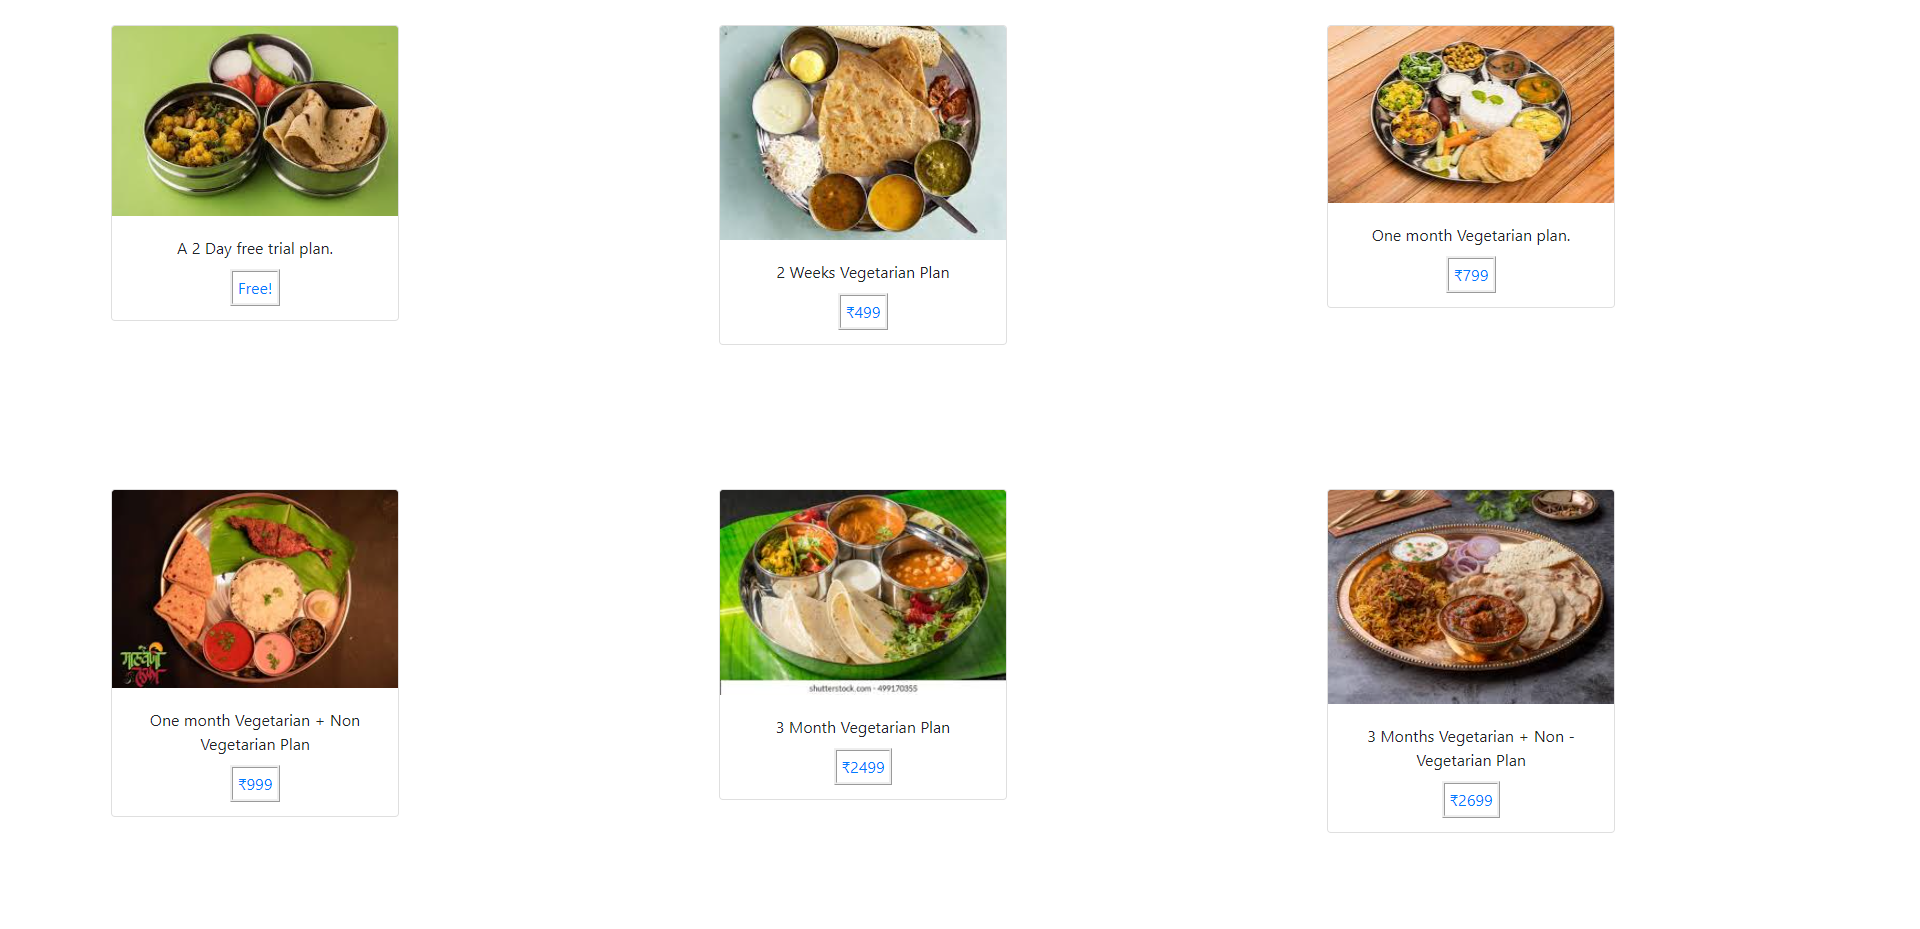 A 2 Day free trial plan.
Free!
2 Weeks Vegetarian Plan
₹499
One month Vegetarian plan.
₹799
One month Vegetarian + Non
Vegetarian Plan
₹999
shutterstock.com · 499170355
3 Month Vegetarian Plan
₹2499
3 Months Vegetarian + Non -
Vegetarian Plan
₹2699